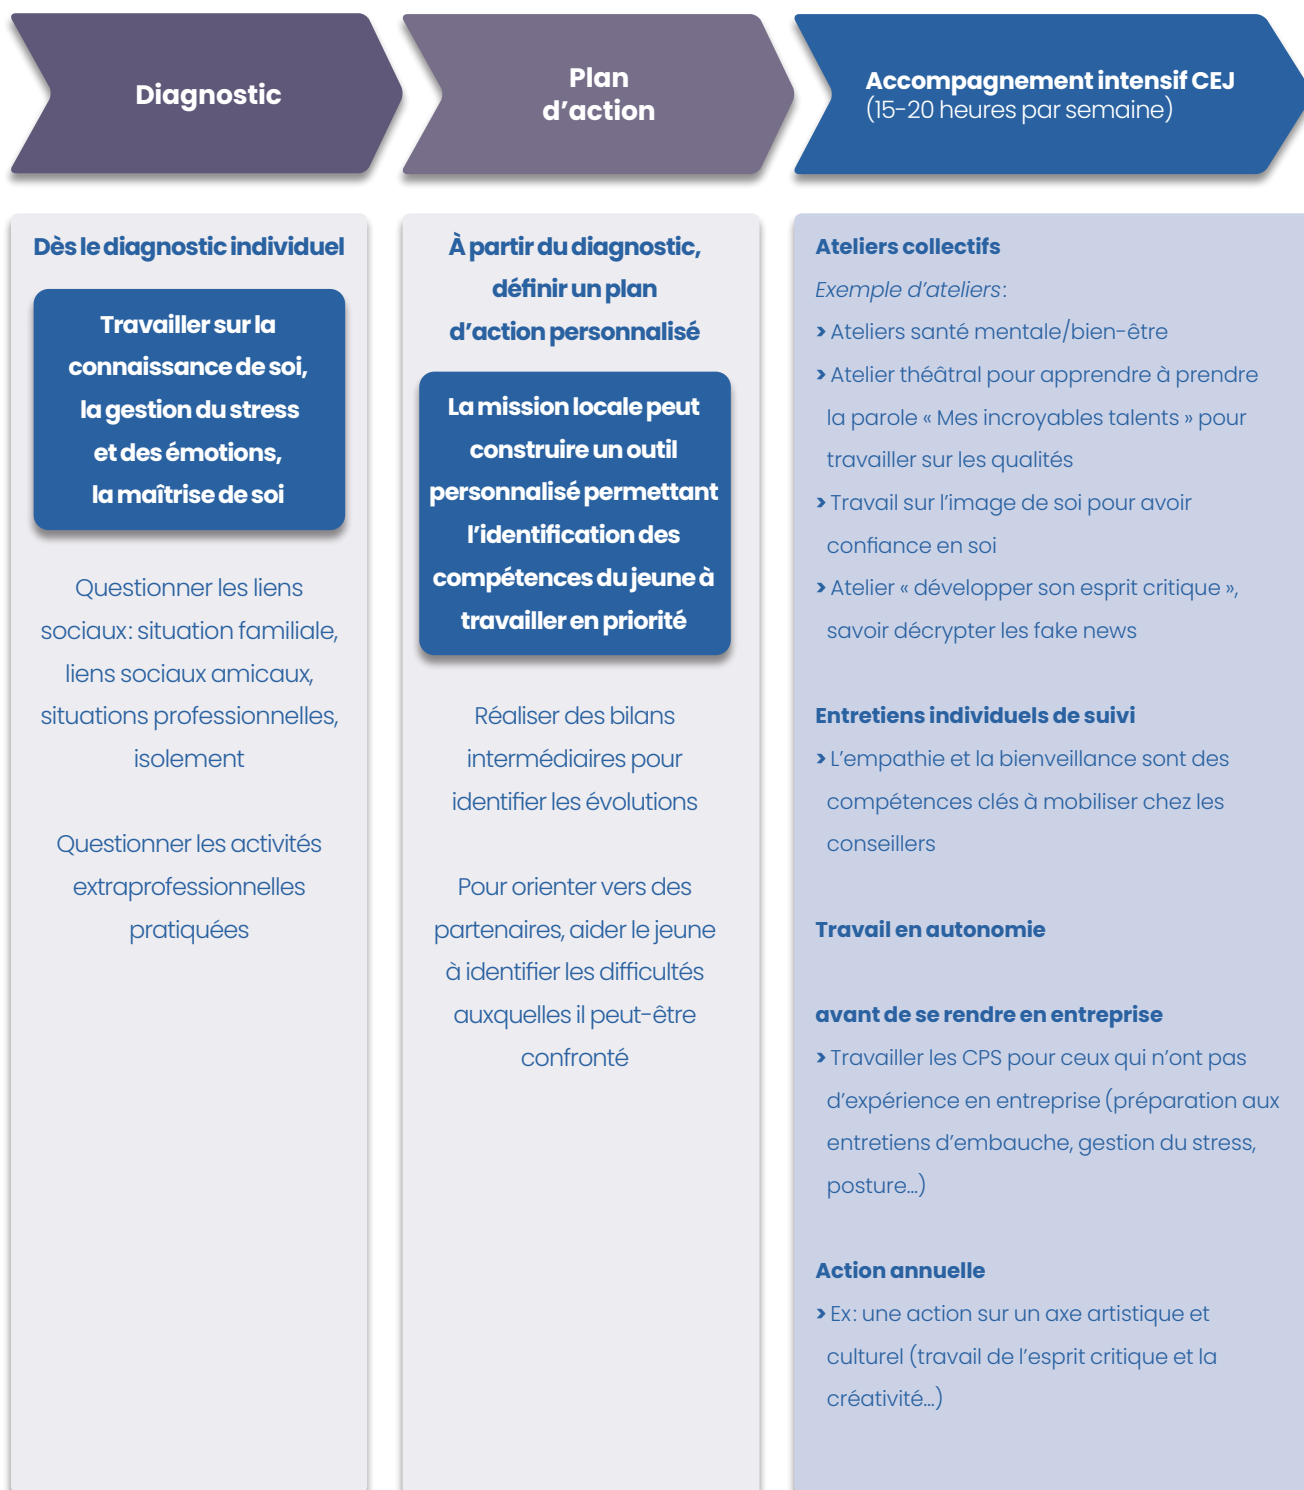 Diagnostic
Plan
d’action
Accompagnement intensif CEJ
(15-20 heures par semaine)
Dès le diagnostic individuel
Travailler sur la
connaissance de soi,
la gestion du stress
et des émotions,
la maîtrise de soi
Questionner les liens
sociaux : situation familiale,
liens sociaux amicaux,
situations professionnelles,
isolement
Questionner les activités
extraprofessionnelles
pratiquées
À partir du diagnostic,
définir un plan
d’action personnalisé
La mission locale peut
construire un outil
personnalisé permettant
l’identification des
compétences du jeune à
travailler en priorité
Réaliser des bilans
intermédiaires pour
identifier les évolutions
Pour orienter vers des
partenaires, aider le jeune
à identifier les difficultés
auxquelles il peut-être
confronté
Ateliers collectifs
Exemple d’ateliers :
> Ateliers santé mentale/bien-être
> Atelier théâtral pour apprendre à prendre
la parole « Mes incroyables talents » pour
travailler sur les qualités
> Travail sur l’image de soi pour avoir
confiance en soi
> Atelier « développer son esprit critique »,
savoir décrypter les fake news
Entretiens individuels de suivi
> L’empathie et la bienveillance sont des
compétences clés à mobiliser chez les
conseillers
Travail en autonomie
avant de se rendre en entreprise
> Travailler les CPS pour ceux qui n’ont pas
d’expérience en entreprise (préparation aux
entretiens d’embauche, gestion du stress,
posture…)
Action annuelle
> Ex : une action sur un axe artistique et
culturel (travail de l’esprit critique et la
créativité…)